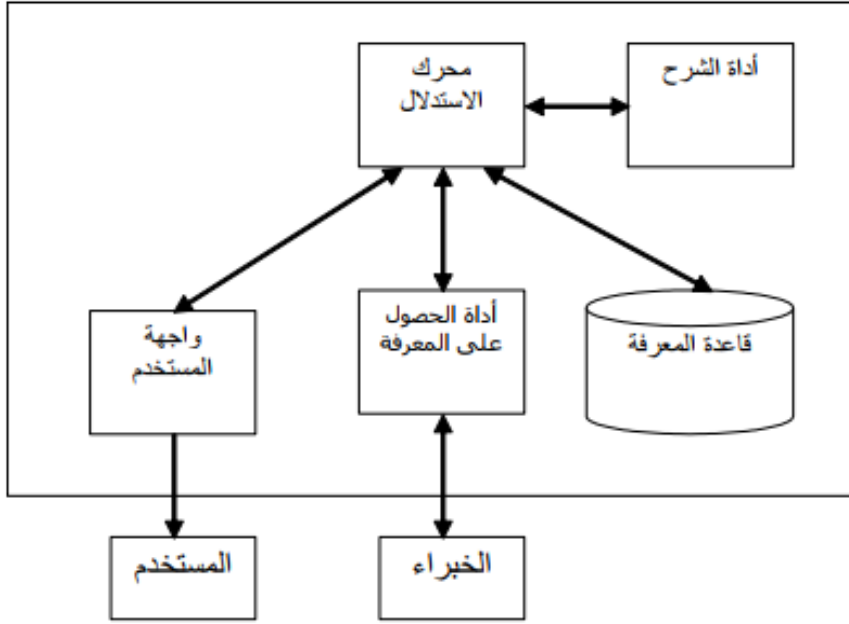 محرك
الاستدلال
أداة الشرح
واجهة
المستخدم
أداة الحصول
على المعرفة
قاعدة المعرفة
المستخدم
الخبراء